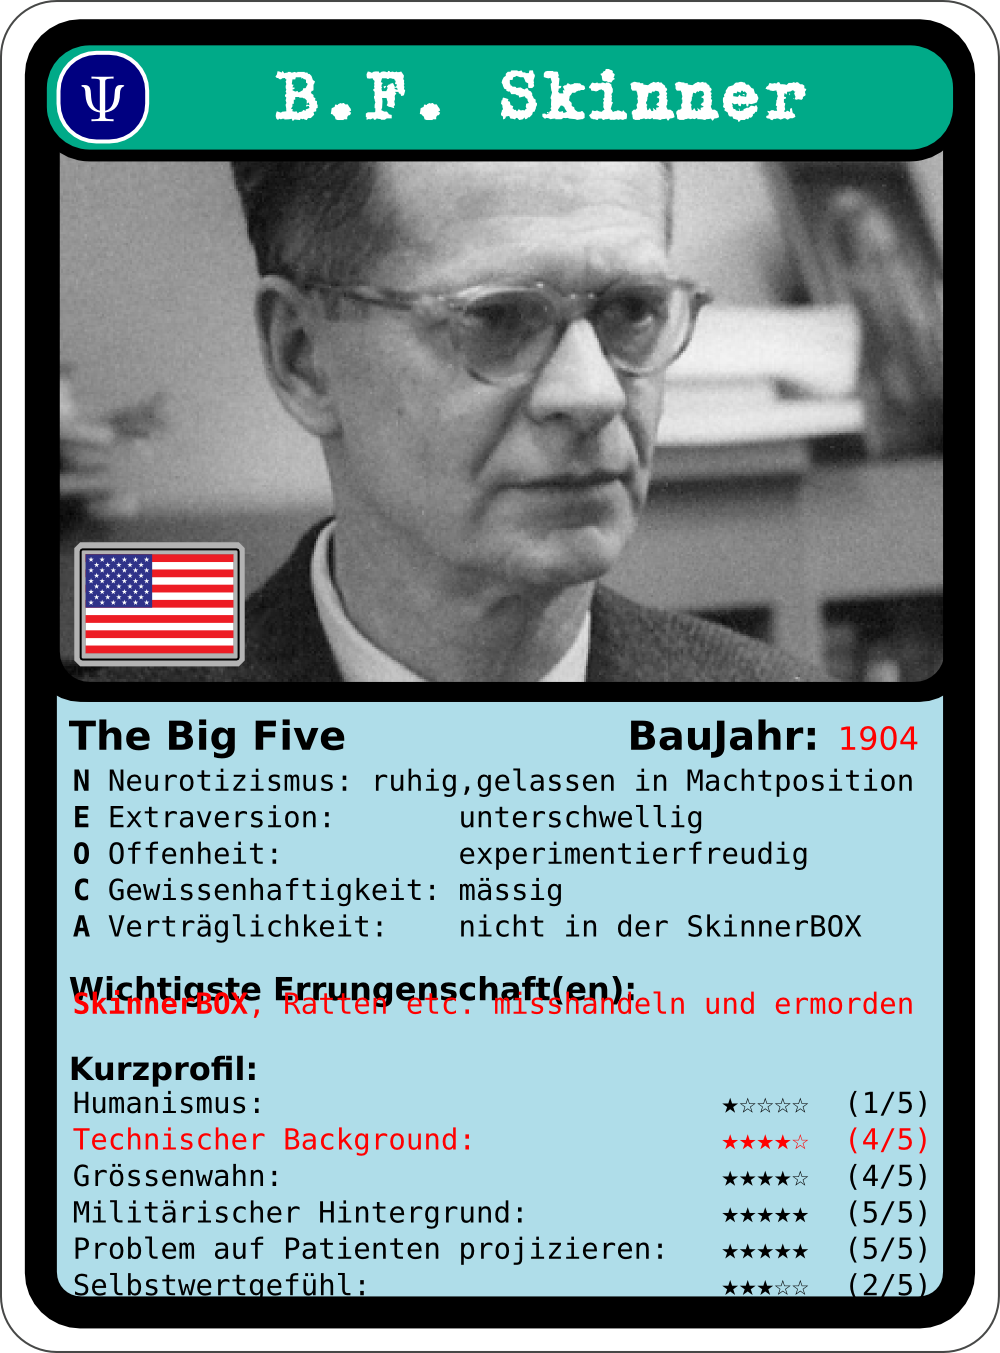 Ψ B.F. Skinner
The Big Five BauJahr: 1904
N Neurotizismus: ruhig,gelassen in Machtposition
E Extraversion: unterschwellig
O Offenheit: experimentierfreudig
C Gewissenhaftigkeit: mässig
A Verträglichkeit: nicht in der SkinnerBOX
Wichtigste Errungenschaft(en):
SkinnerBOX, Ratten etc. misshandeln und ermorden
Kurzprofil:
Humanismus: ★☆☆☆☆ (1/5)
Technischer Background: ★★★★☆ (4/5)
Grössenwahn: ★★★★☆ (4/5)
Militärischer Hintergrund: ★★★★★ (5/5)
Problem auf Patienten projizieren: ★★★★★ (5/5)
Selbstwertgefühl: ★★★☆☆ (2/5)